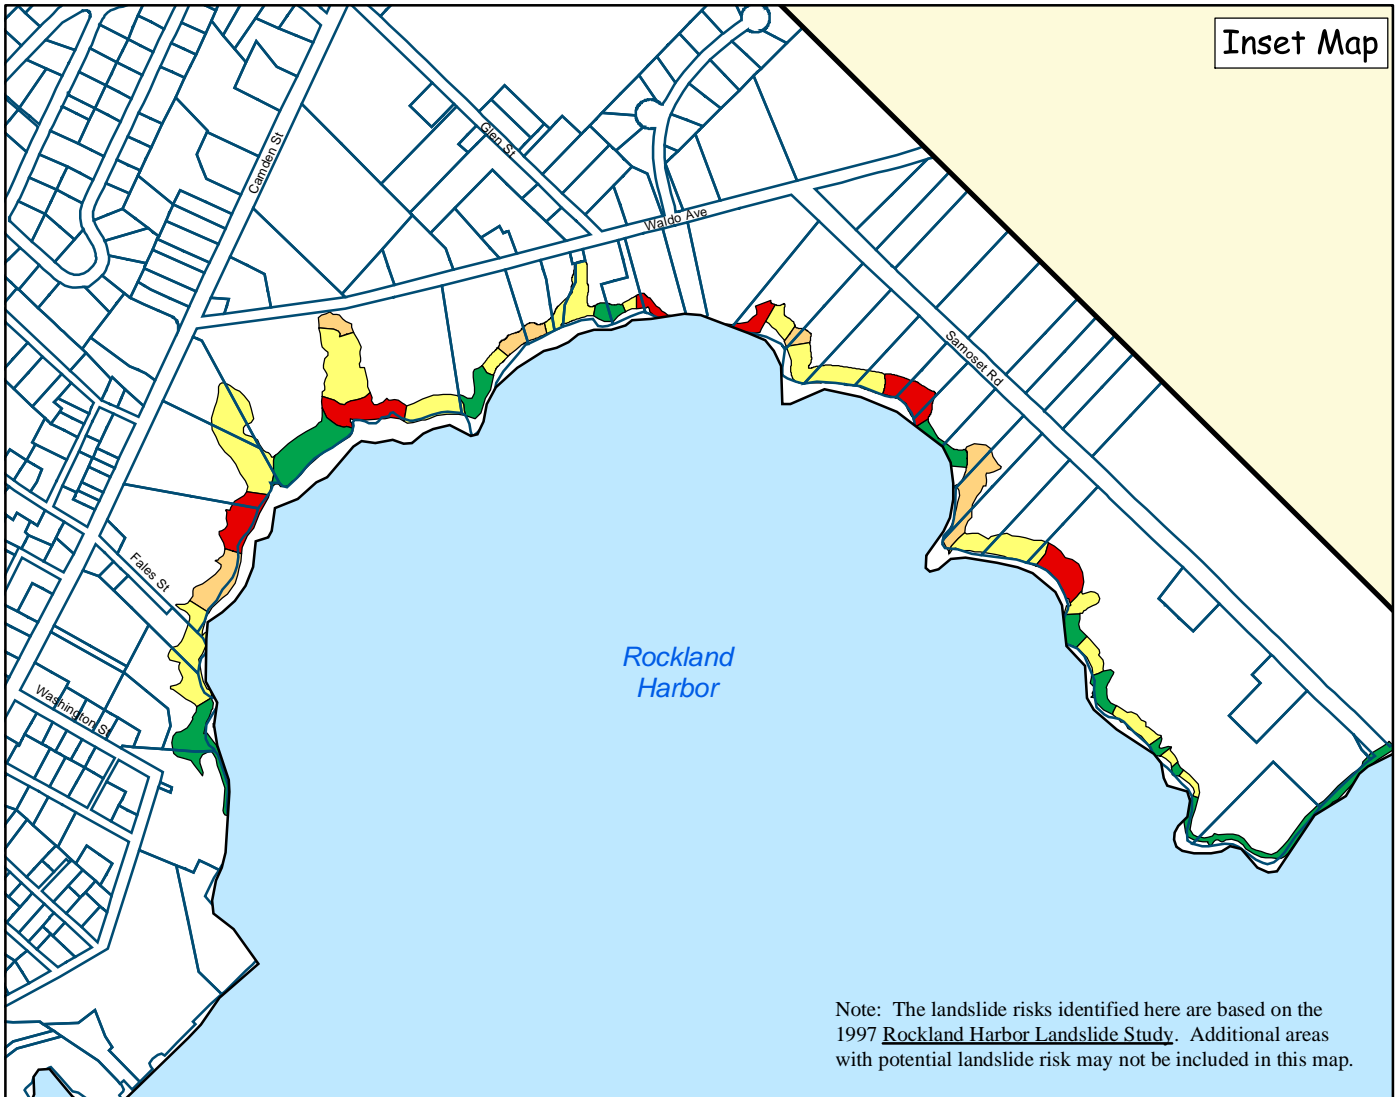 Inset Map
Camden St
Glen St
Waldo Ave
Samoset Rd
Fales St
Washington St
Rockland
Harbor
Note: The landslide risks identified here are based on the
1997 Rockland Harbor Landslide Study. Additional areas
with potential landslide risk may not be included in this map.